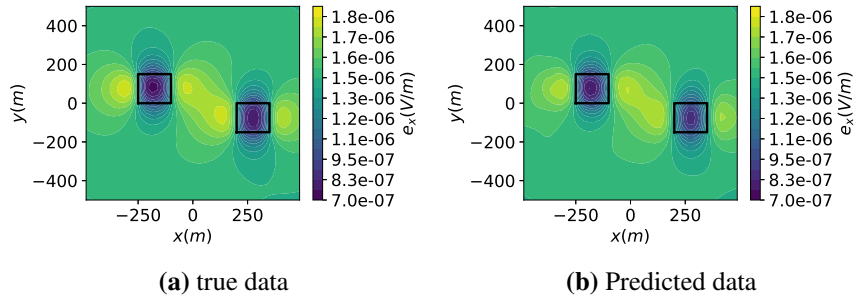 400
200
0
−200
−400
y(m)
−250
0
250
x(m)
1.8e-06
1.7e-06
1.6e-06
1.5e-06
1.3e-06
1.2e-06
1.1e-06
9.5e-07
8.3e-07
7.0e-07
eₓ(V/m)
(a) true data
400
200
0
−200
−400
y(m)
−250
0
250
x(m)
1.8e-06
1.7e-06
1.6e-06
1.5e-06
1.3e-06
1.2e-06
1.1e-06
9.5e-07
8.3e-07
7.0e-07
eₓ(V/m)
(b) Predicted data